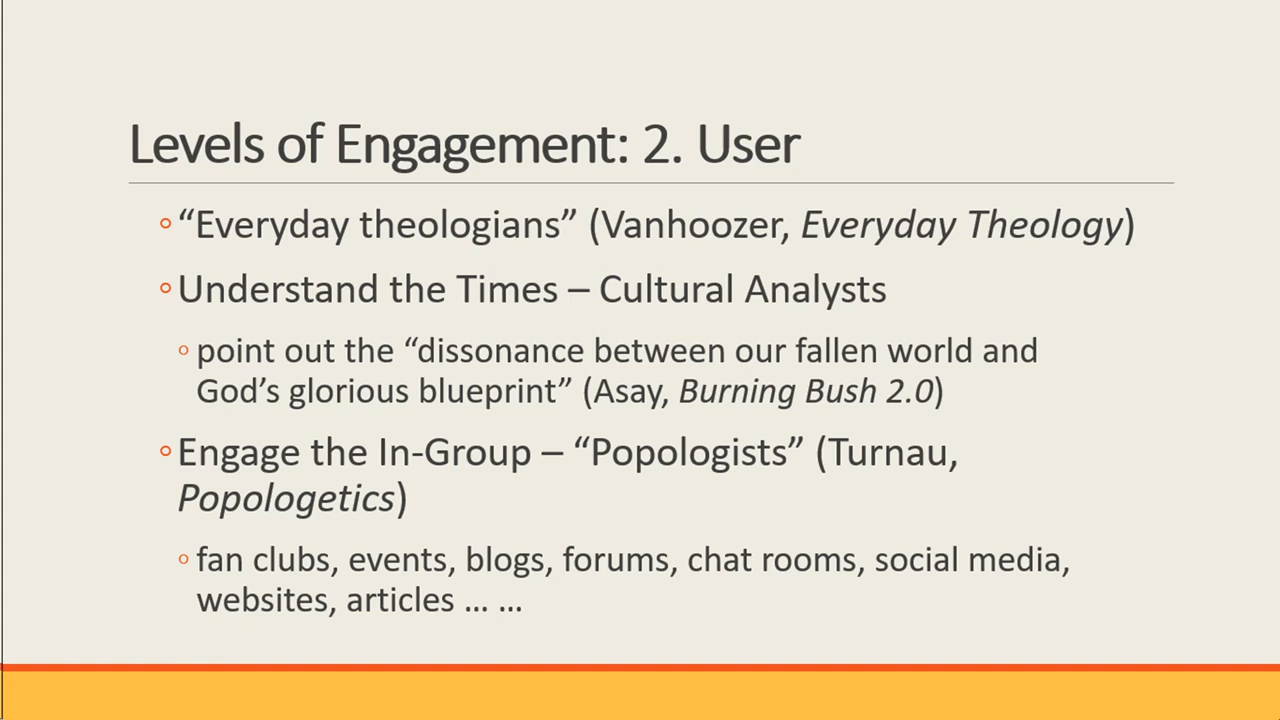 Levels of Engagement: 2. User
◦ “Everyday theologians” (Vanhoozer, Everyday Theology)
◦ Understand the Times – Cultural Analysts
◦ point out the “dissonance between our fallen world and
God’s glorious blueprint” (Asay, Burning Bush 2.0)
◦ Engage the In-Group – “Popologists” (Turnau,
Popologetics)
◦ fan clubs, events, blogs, forums, chat rooms, social media,
websites, articles … …